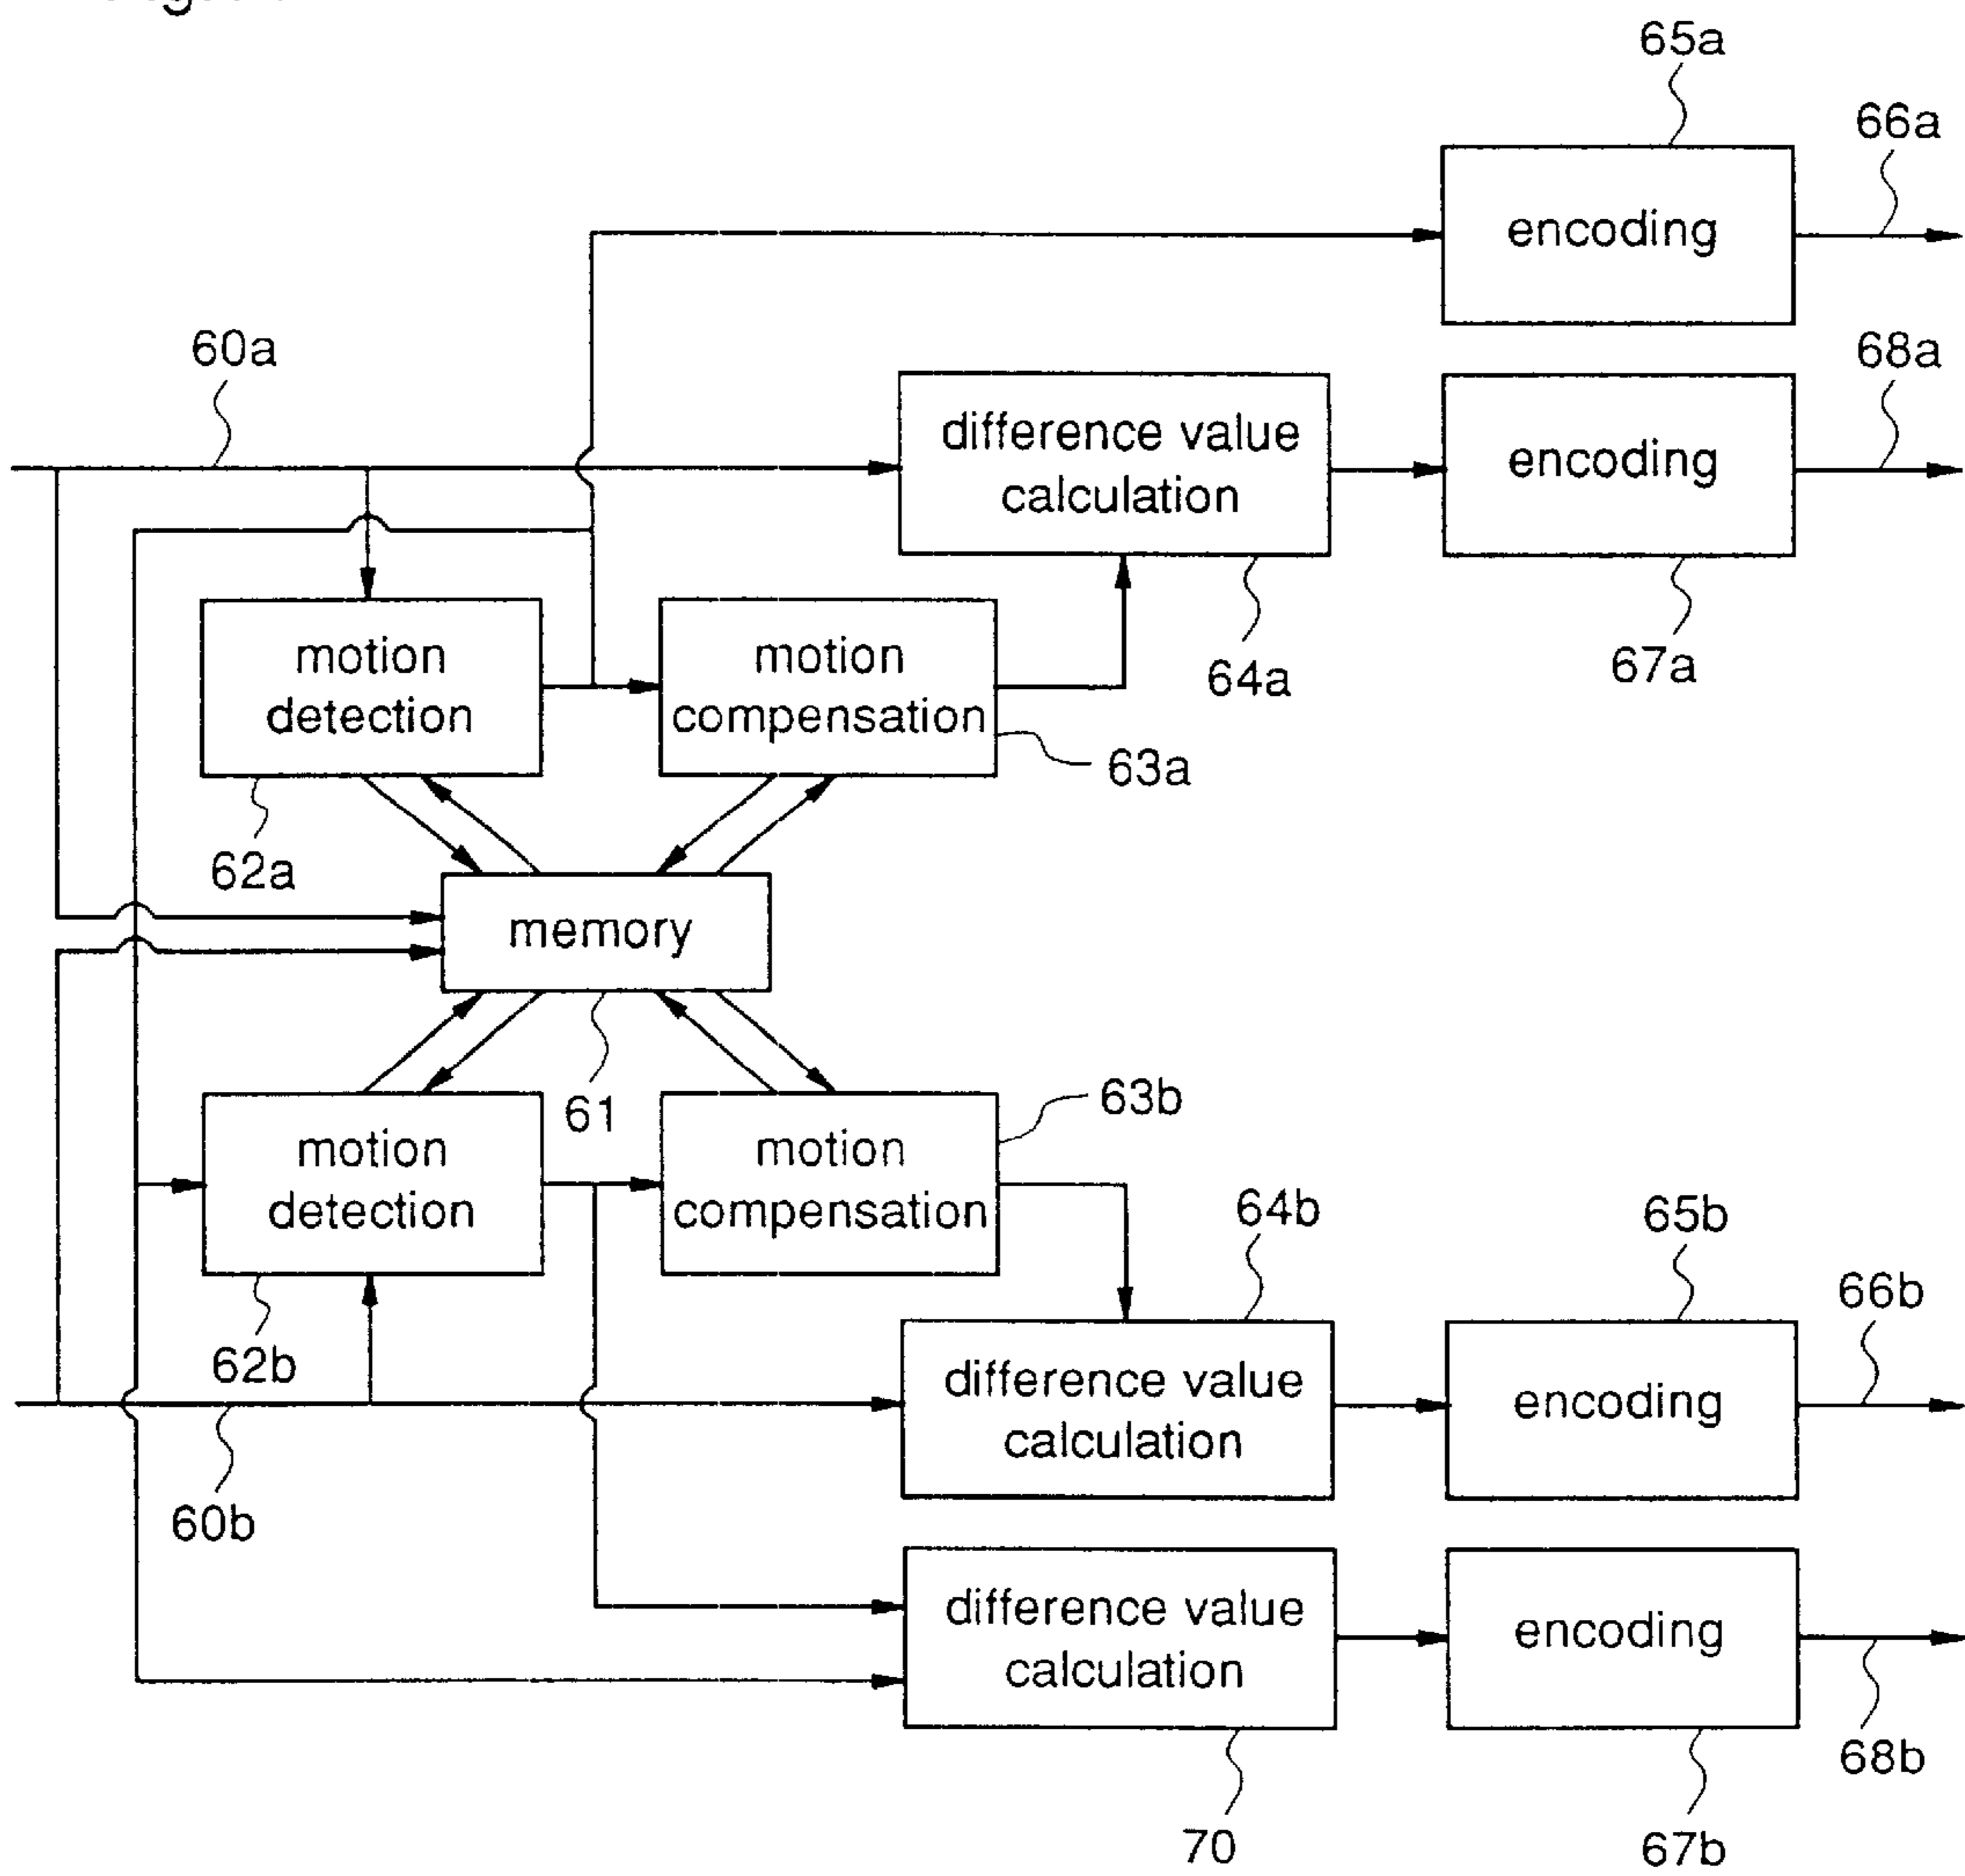 65a
66a
encoding
60a
68a
difference value
calculation
encoding
motion
detection
motion
compensation
64a
67a
63a
62a
memory
61
63b
motion
detection
motion
compensation
64b
65b
66b
62b
difference value
calculation
encoding
60b
difference value
calculation
encoding
68b
70
67b